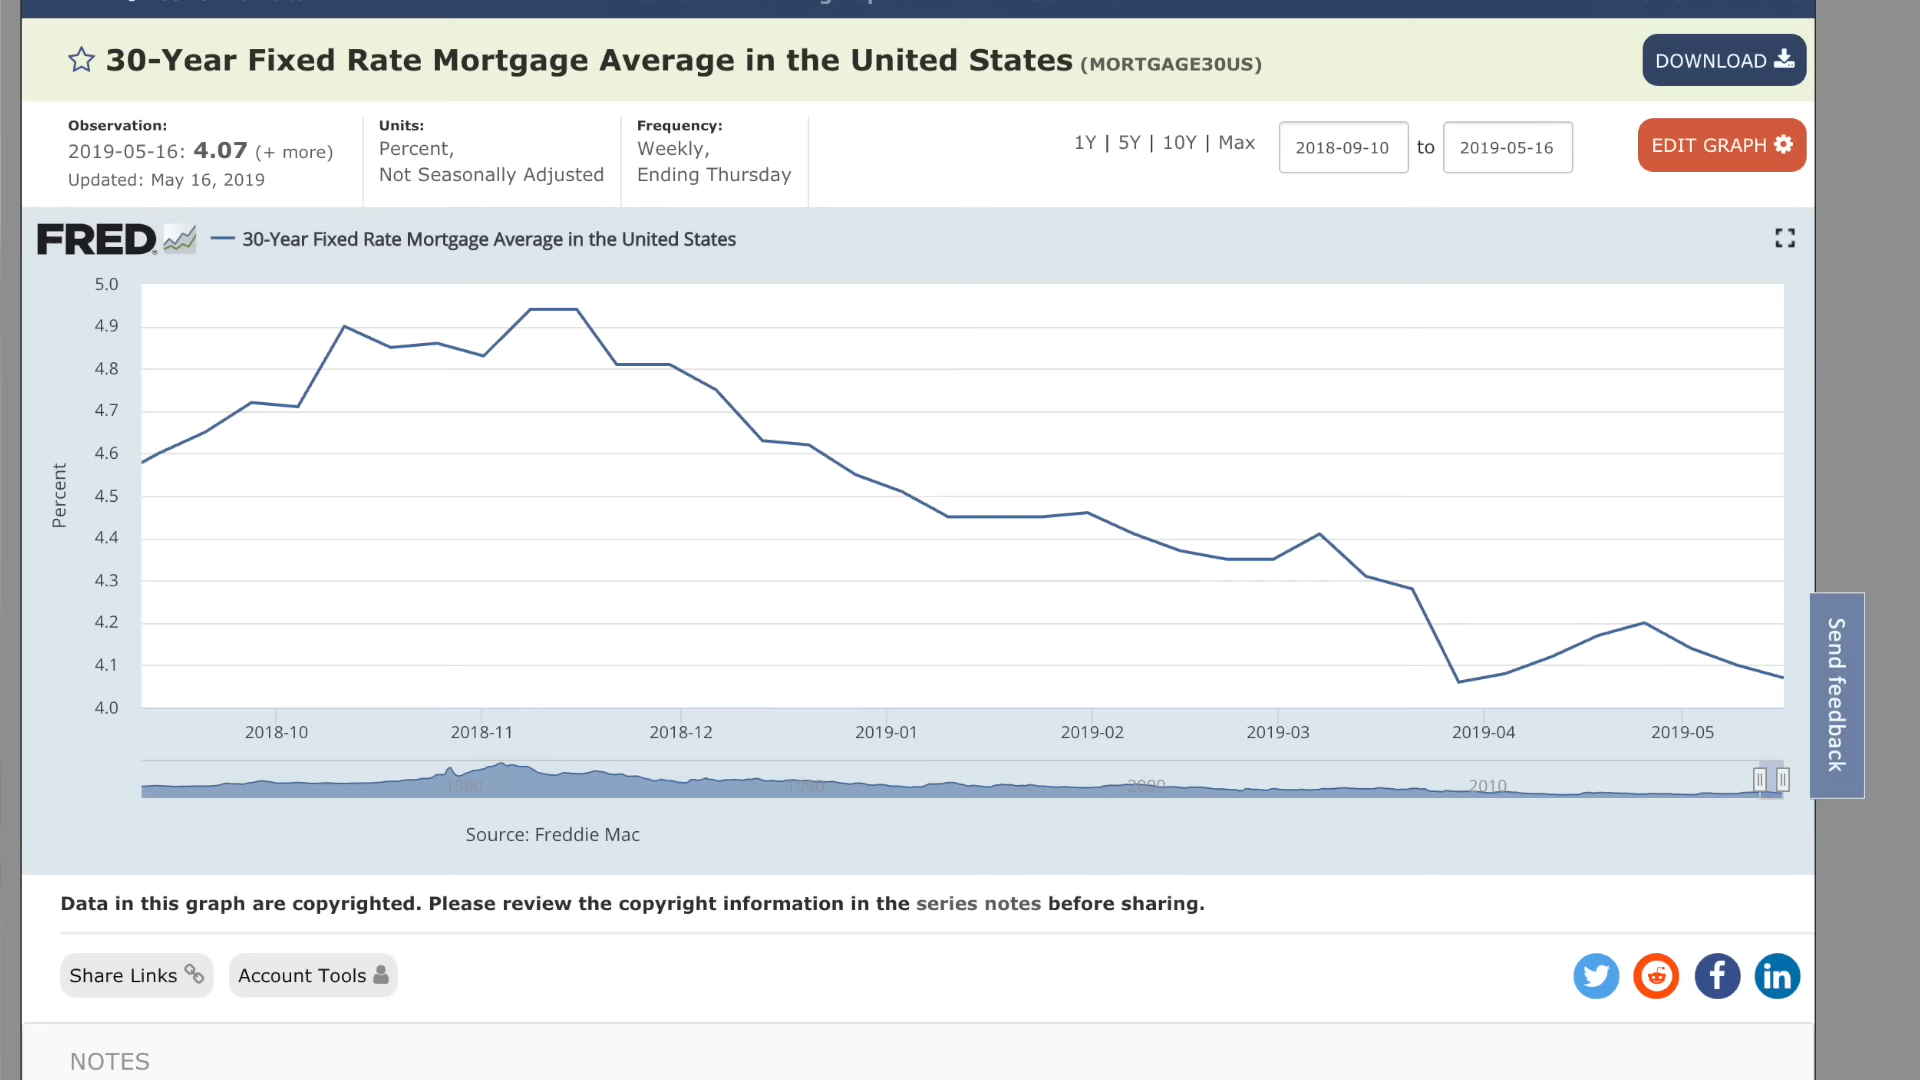 30-Year Fixed Rate Mortgage Average in the United States (MORTGAGE30US)
DOWNLOAD
Observation:
2019-05-16: 4.07 (+ more)
Updated: May 16, 2019
Units:
Percent,
Not Seasonally Adjusted
Frequency:
Weekly,
Ending Thursday
1Y | 5Y | 10Y | Max
2018-09-10 to 2019-05-16
EDIT GRAPH
FRED
30-Year Fixed Rate Mortgage Average in the United States
5.0
4.9
4.8
4.7
4.6
4.5
4.4
4.3
4.2
4.1
4.0
Percent
2018-10 2018-11 2018-12 2019-01 2019-02 2019-03 2019-04 2019-05
1980 1990 2000 2010
Source: Freddie Mac
Send feedback
Data in this graph are copyrighted. Please review the copyright information in the series notes before sharing.
Share Links
Account Tools
NOTES